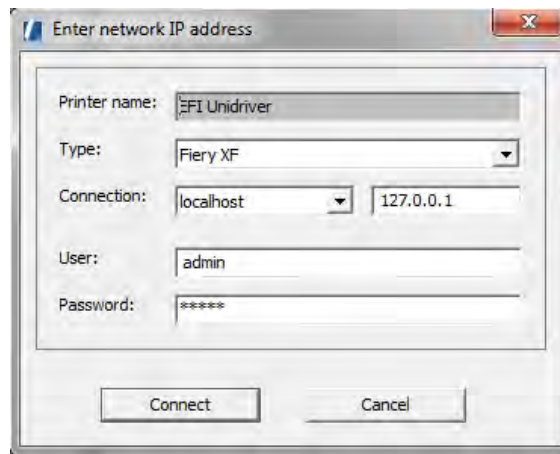 Enter network IP address
Printer name: EFI Unidriver
Type: Fiery XF
Connection: localhost 127.0.0.1
User: admin
Password: *****
Connect Cancel